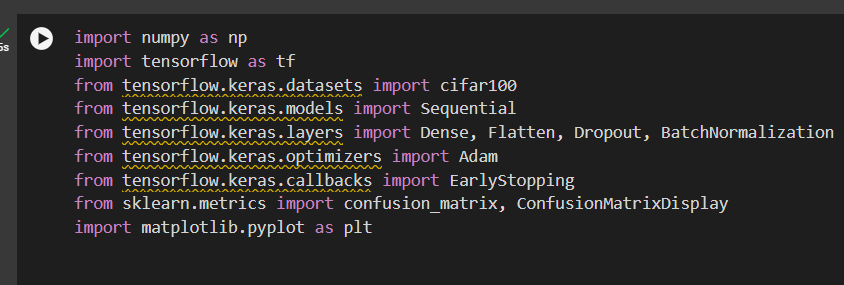 import numpy as np
import tensorflow as tf
from tensorflow.keras.datasets import cifar100
from tensorflow.keras.models import Sequential
from tensorflow.keras.layers import Dense, Flatten, Dropout, BatchNormalization
from tensorflow.keras.optimizers import Adam
from tensorflow.keras.callbacks import EarlyStopping
from sklearn.metrics import confusion_matrix, ConfusionMatrixDisplay
import matplotlib.pyplot as plt